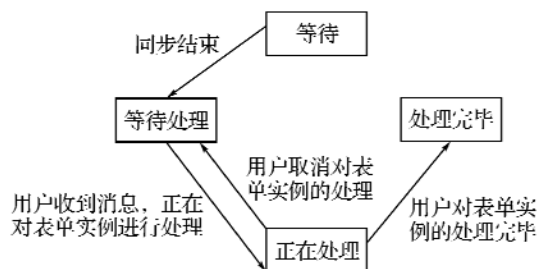 等待
同步结束
等待处理
处理完毕
用户取消对表
单实例的处理
用户收到消息，正在
对表单实例进行处理
用户对表单实
例的处理完毕
正在处理